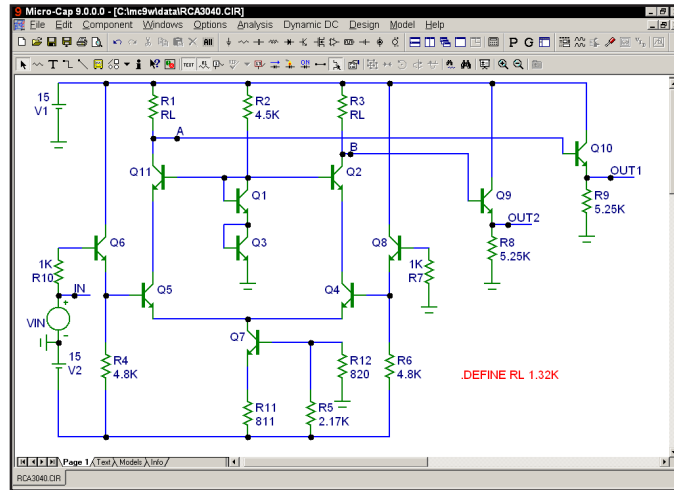 Micro-Cap 9.0.0.0 - [C:\mc9w\data\RCA3040.CIR]
File Edit Component Windows Options Analysis Dynamic DC Design Model Help
15
V1
R1
RL
R2
4.5K
R3
RL
A
B
Q10
OUT1
Q11
Q2
Q1
Q9
R9
5.25K
OUT2
Q6
Q3
Q8
R8
5.25K
1K
R10
1K
R7
IN
Q5
Q4
VIN
Q7
15
V2
R4
4.8K
R12
820
R6
4.8K
.DEFINE RL 1.32K
R11
811
R5
2.17K
Page 1 Text Models Info
RCA3040.CIR